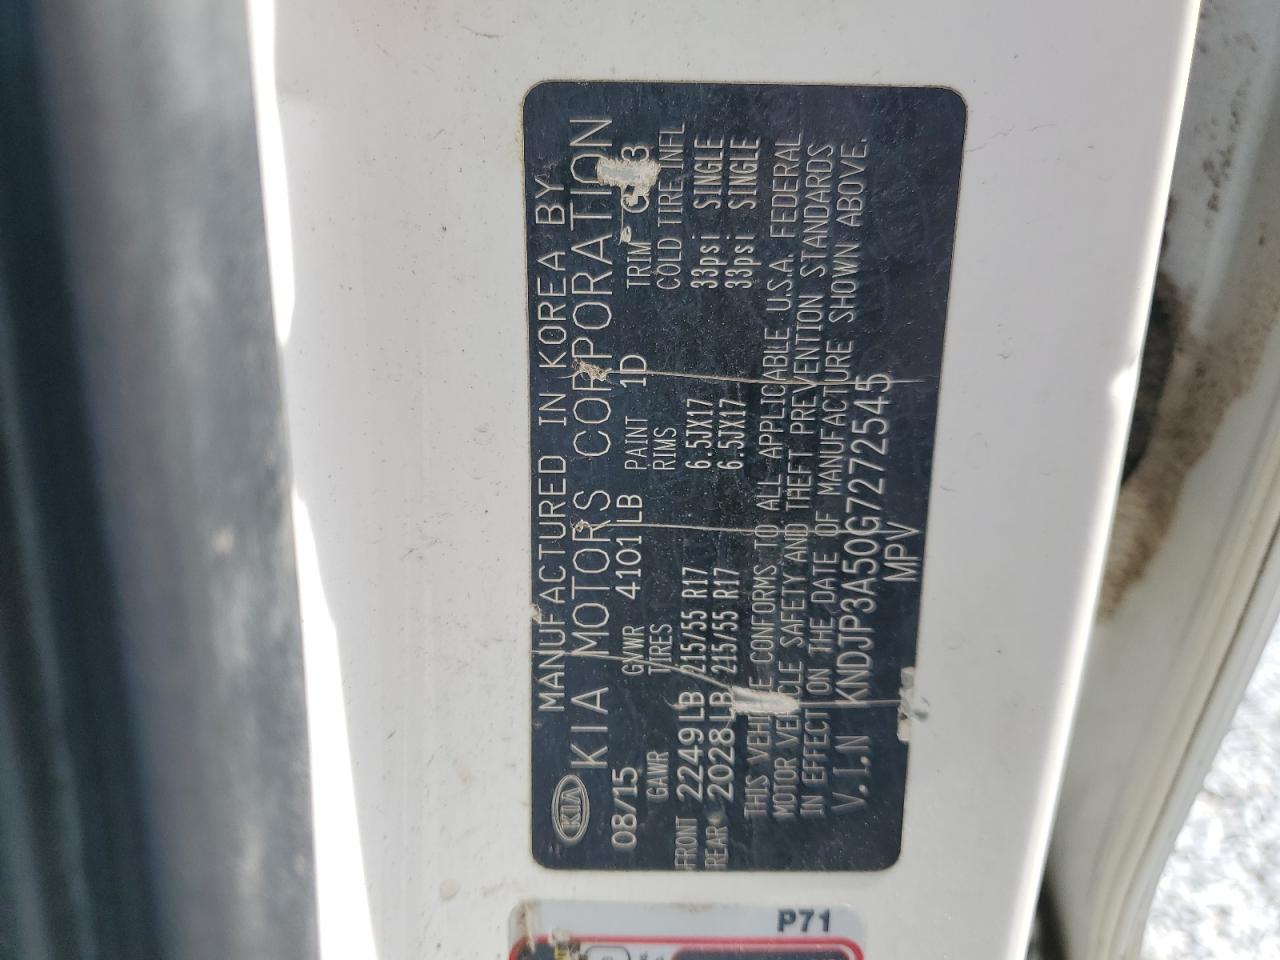 KIA
MANUFACTURED IN KOREA BY
KIA MOTORS CORPORATION
08/15 GVWR 4101LB PAINT 1D TRIM
GAWR TIRES RIMS COLD TIRE INFL
FRONT 2249LB 215/55 R17 6.5JX17 33psi SINGLE
REAR 2028LB 215/55 R17 6.5JX17 33psi SINGLE
THIS VEHICLE CONFORMS TO ALL APPLICABLE U.S.A. FEDERAL
MOTOR VEHICLE SAFETY AND THEFT PREVENTION STANDARDS
IN EFFECT ON THE DATE OF MANUFACTURE SHOWN ABOVE.
V.I.N KNDJP3A50G7272545
MPV
P71